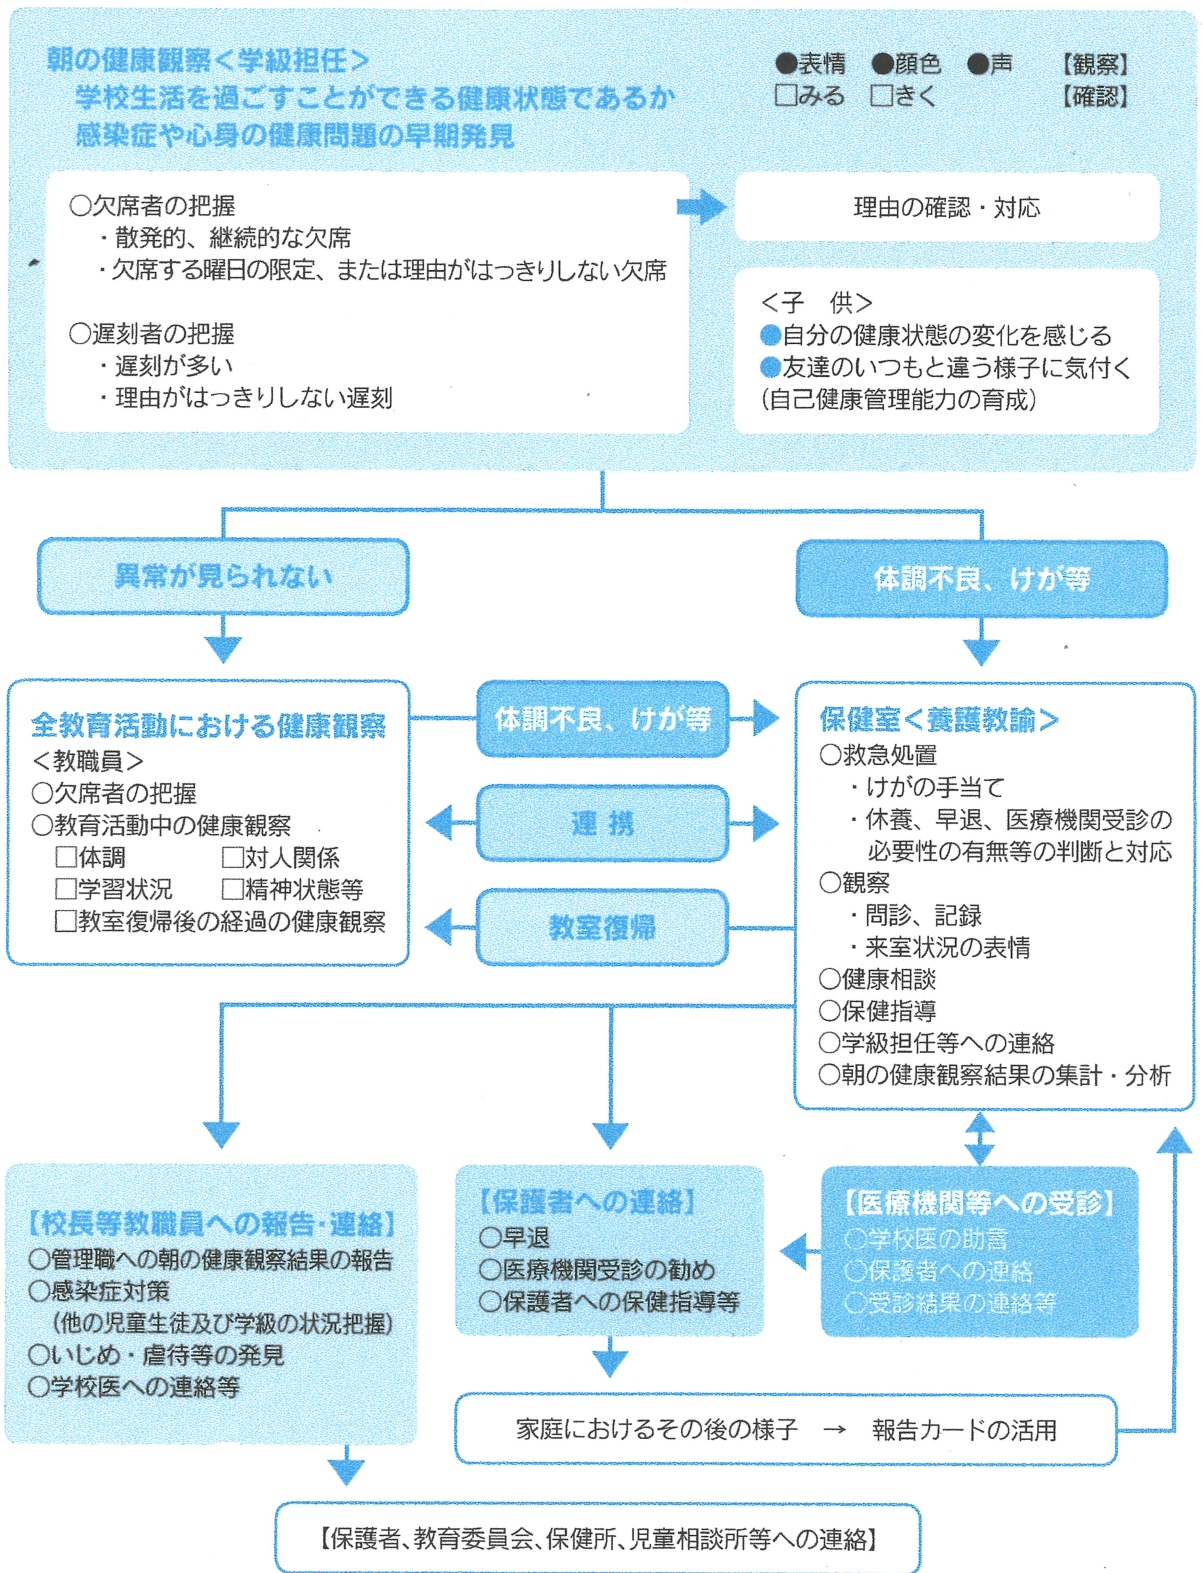 朝の健康観察＜学級担任＞
学校生活を過ごすことができる健康状態であるか
感染症や心身の健康問題の早期発見
●表情 ●顔色 ●声 【観察】
□みる □きく 【確認】
○欠席者の把握
・散発的、継続的な欠席
・欠席する曜日の限定、または理由がはっきりしない欠席
○遅刻者の把握
・遅刻が多い
・理由がはっきりしない遅刻
理由の確認・対応
＜子　供＞
●自分の健康状態の変化を感じる
●友達のいつもと違う様子に気付く
(自己健康管理能力の育成)
異常が見られない
体調不良、けが等
全教育活動における健康観察
＜教職員＞
○欠席者の把握
○教育活動中の健康観察
□体調 □対人関係
□学習状況 □精神状態等
□教室復帰後の経過の健康観察
体調不良、けが等
連携
教室復帰
保健室＜養護教諭＞
○救急処置
・けがの手当て
・休養、早退、医療機関受診の
必要性の有無等の判断と対応
○観察
・問診、記録
・来室状況の表情
○健康相談
○保健指導
○学級担任等への連絡
○朝の健康観察結果の集計・分析
【校長等教職員への報告・連絡】
○管理職への朝の健康観察結果の報告
○感染症対策
(他の児童生徒及び学級の状況把握)
○いじめ・虐待等の発見
○学校医への連絡等
【保護者への連絡】
○早退
○医療機関受診の勧め
○保護者への保健指導等
【医療機関等への受診】
○学校医の助言
○保護者への連絡
○受診結果の連絡等
家庭におけるその後の様子 → 報告カードの活用
【保護者、教育委員会、保健所、児童相談所等への連絡】